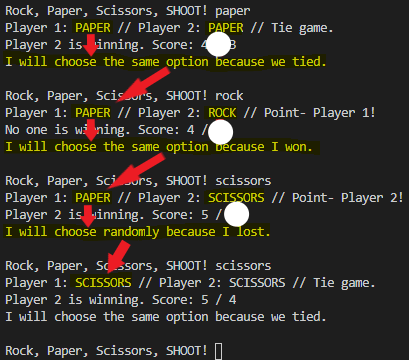 Rock, Paper, Scissors, SHOOT! paper
Player 1: PAPER // Player 2: PAPER // Tie game.
Player 2 is winning. Score:
I will choose the same option because we tied.
Rock, Paper, Scissors, SHOOT! rock
Player 1: PAPER // Player 2: ROCK // Point- Player 1!
No one is winning. Score: 4 /
I will choose the same option because I won.
Rock, Paper, Scissors, SHOOT! scissors
Player 1: PAPER // Player 2: SCISSORS // Point- Player 2!
Player 2 is winning. Score: 5 /
I will choose randomly because I lost.
Rock, Paper, Scissors, SHOOT! scissors
Player 1: SCISSORS // Player 2: SCISSORS // Tie game.
Player 2 is winning. Score: 5 / 4
I will choose the same option because we tied.
Rock, Paper, Scissors, SHOOT!